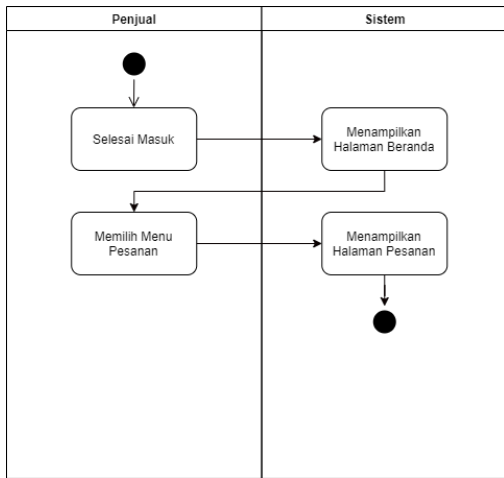 Penjual
Sistem
Selesai Masuk
Menampilkan
Halaman Beranda
Memilih Menu
Pesanan
Menampilkan
Halaman Pesanan